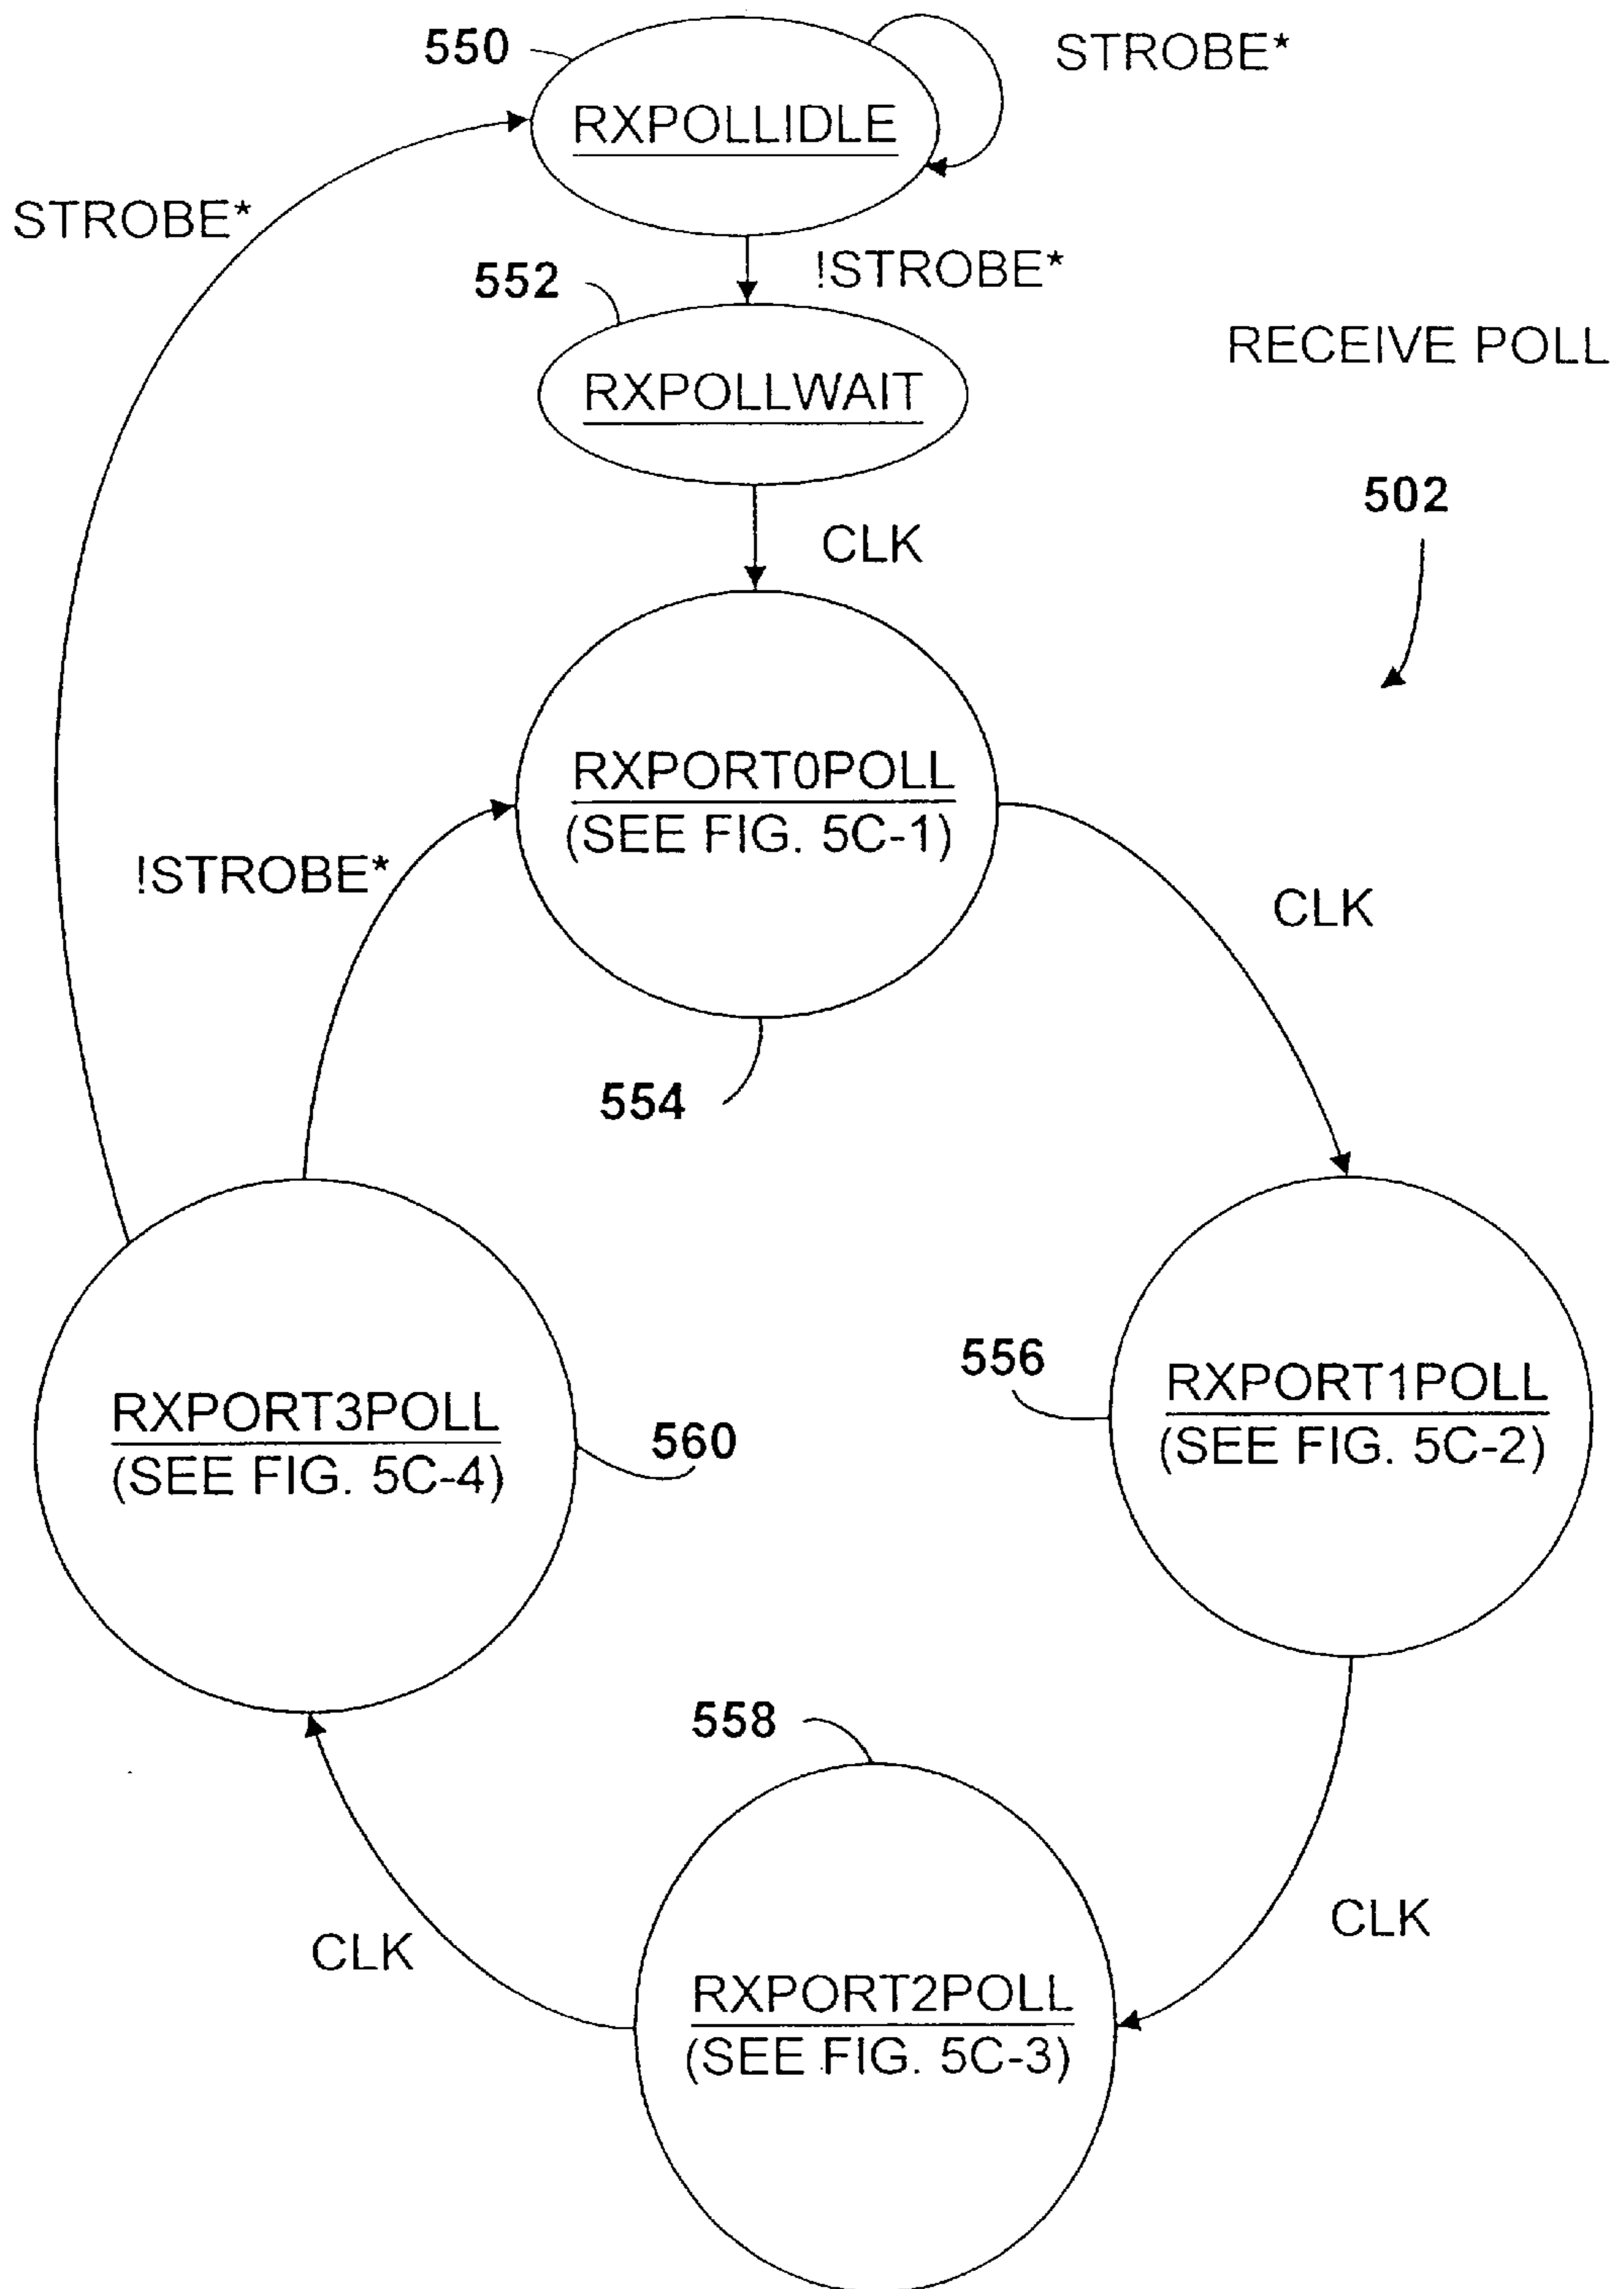 550
STROBE*
RXPOLLIDLE
STROBE*
!STROBE*
552
RXPOLLWAIT
RECEIVE POLL
502
CLK
RXPORT0POLL
(SEE FIG. 5C-1)
!STROBE*
CLK
554
556
RXPORT1POLL
(SEE FIG. 5C-2)
RXPORT3POLL
(SEE FIG. 5C-4)
560
558
CLK
CLK
RXPORT2POLL
(SEE FIG. 5C-3)